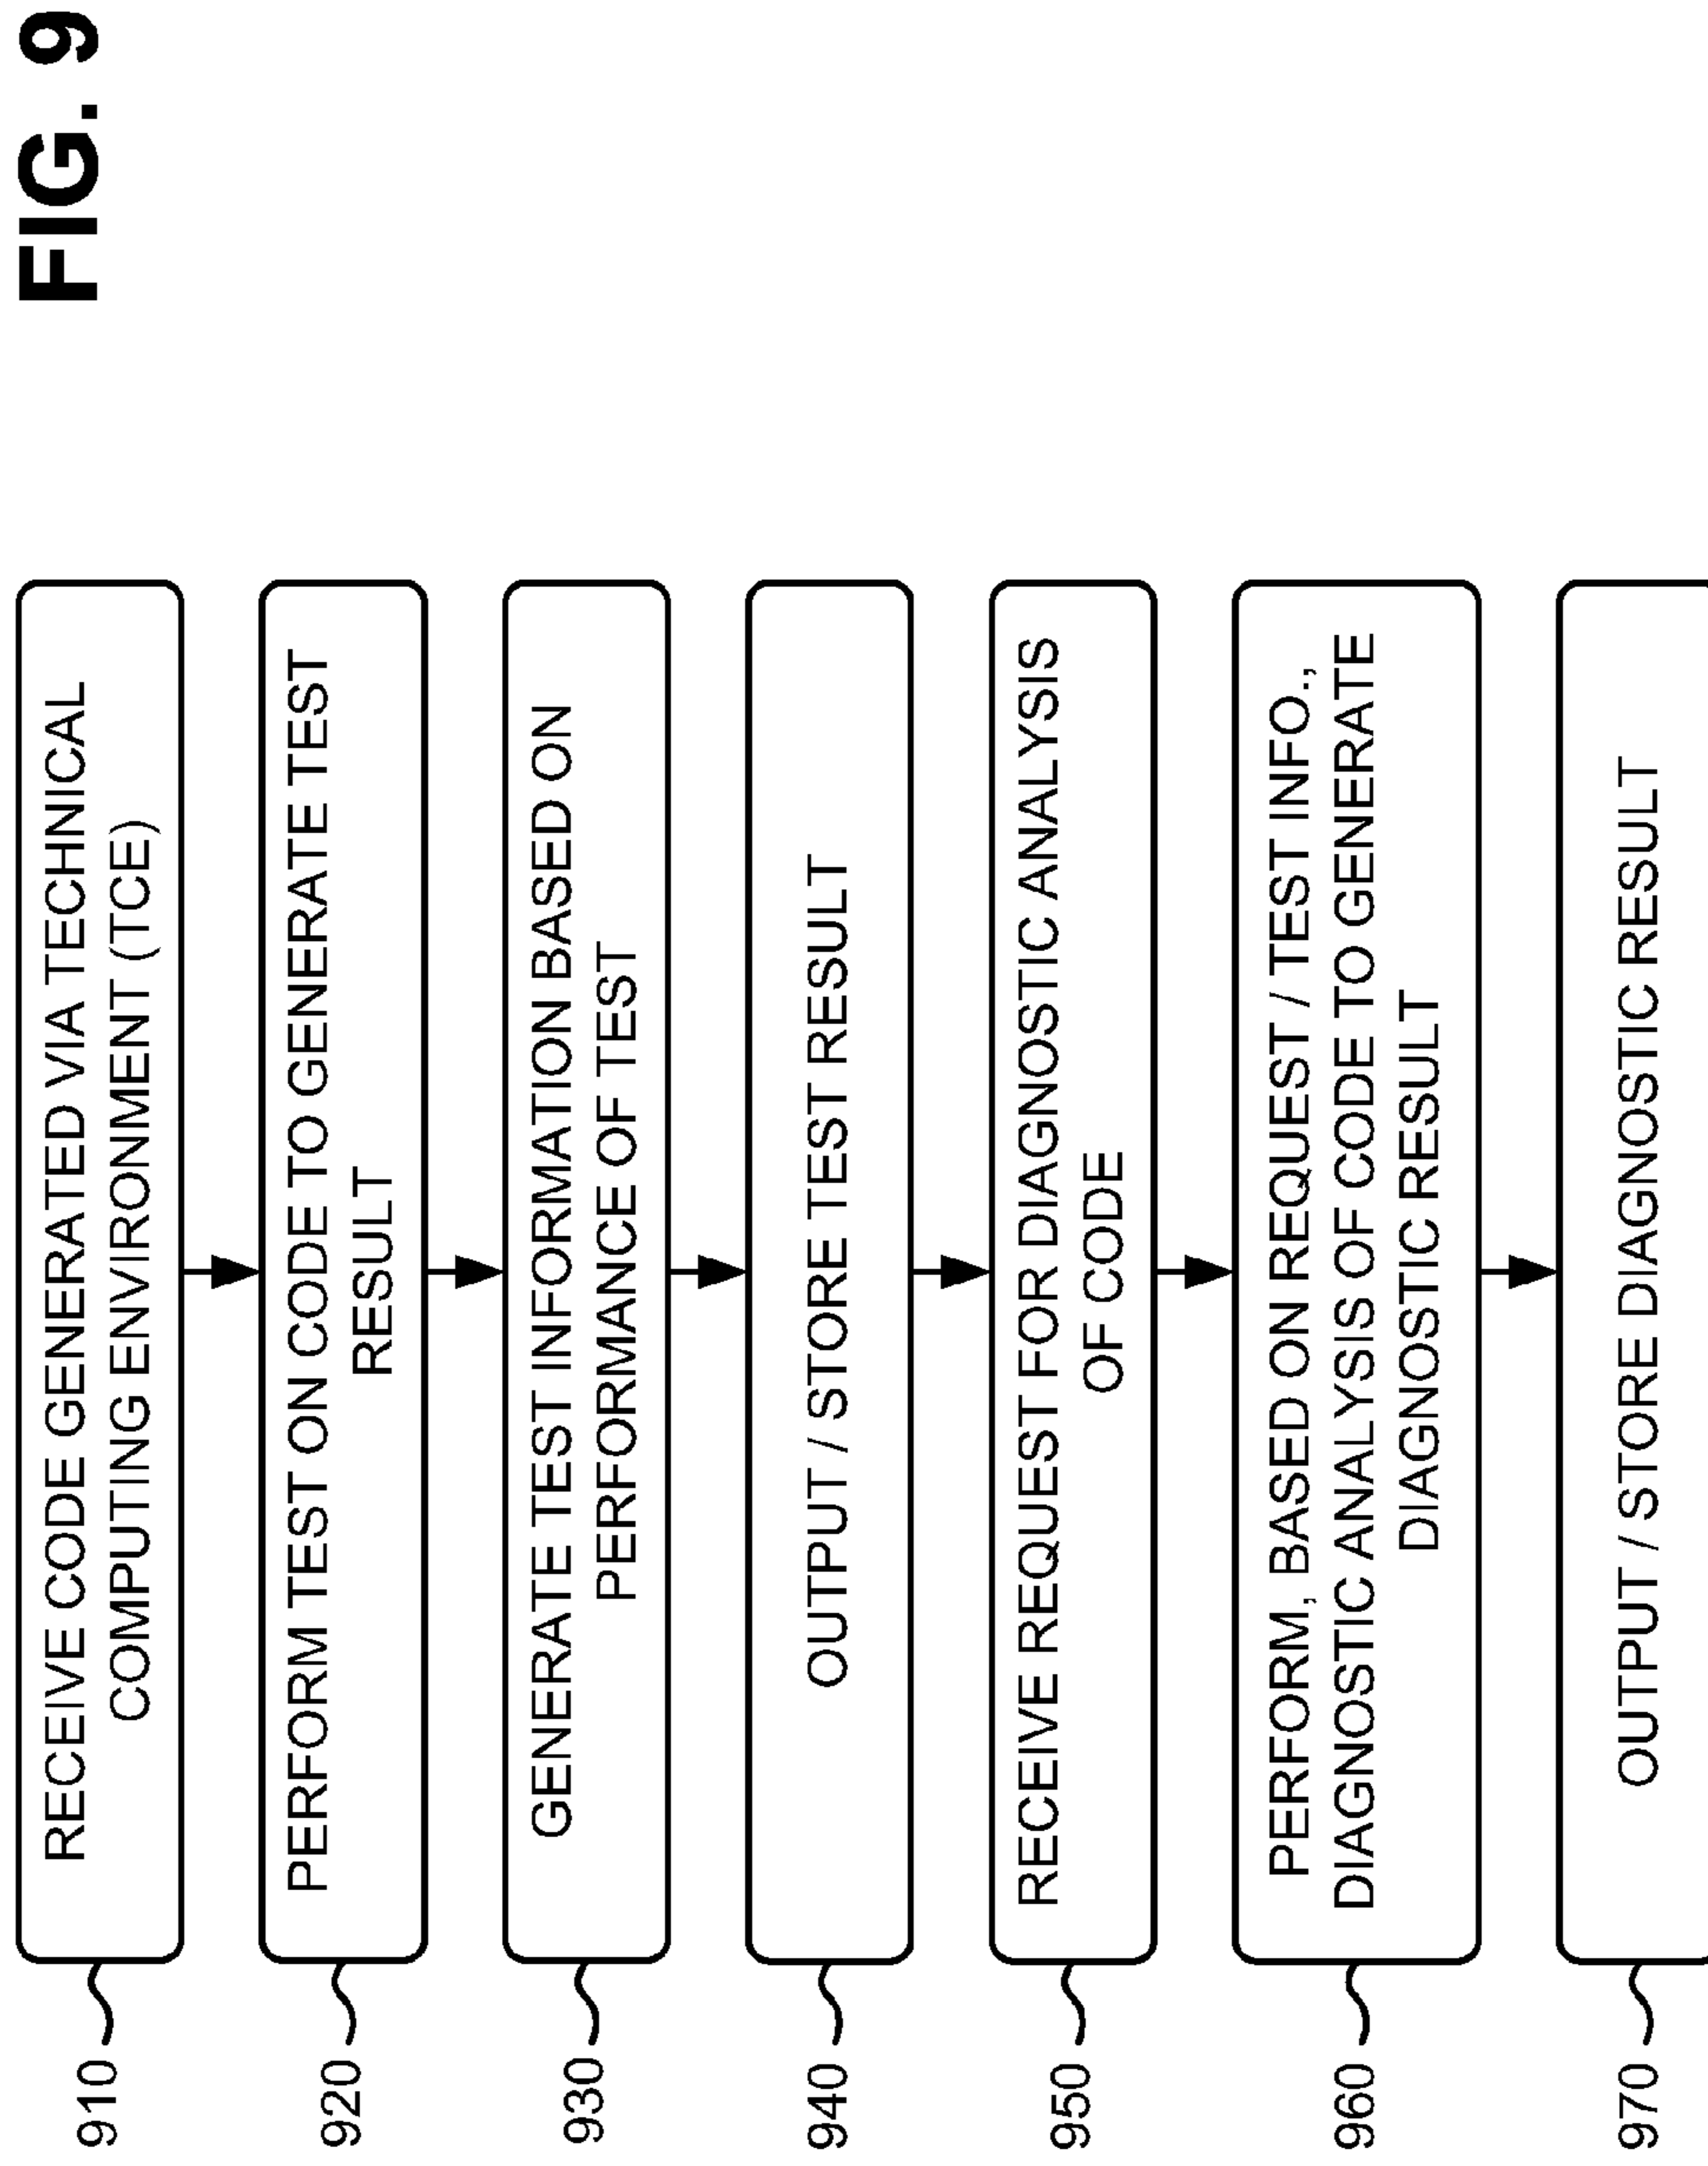 FIG. 9
910
RECEIVE CODE GENERATED VIA TECHNICAL
COMPUTING ENVIRONMENT (TCE)
920
PERFORM TEST ON CODE TO GENERATE TEST
RESULT
930
GENERATE TEST INFORMATION BASED ON
PERFORMANCE OF TEST
940
OUTPUT / STORE TEST RESULT
950
RECEIVE REQUEST FOR DIAGNOSTIC ANALYSIS
OF CODE
960
PERFORM, BASED ON REQUEST / TEST INFO.,
DIAGNOSTIC ANALYSIS OF CODE TO GENERATE
DIAGNOSTIC RESULT
970
OUTPUT / STORE DIAGNOSTIC RESULT